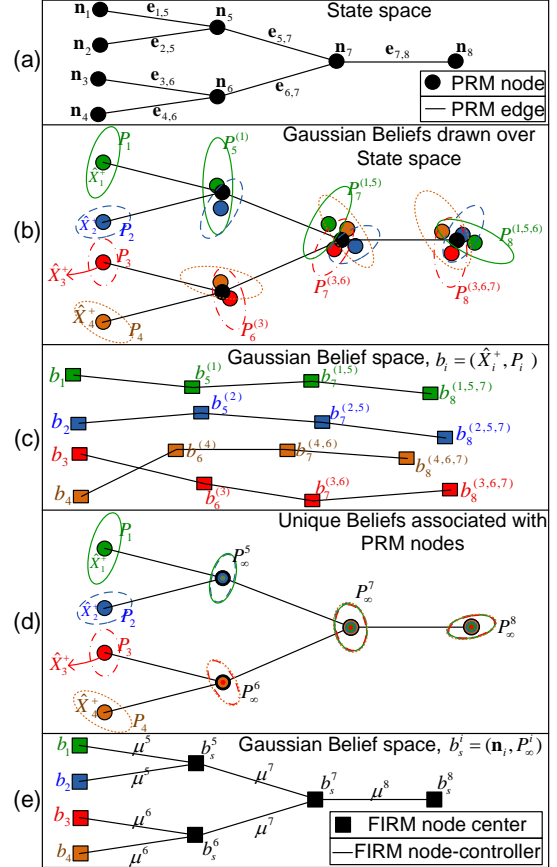 (a)
State space
n₁
e₁,₅
n₅
n₂
e₂,₅
e₅,₇
n₇
e₇,₈
n₈
n₃
e₃,₆
n₆
e₆,₇
n₄
e₄,₆
PRM node
PRM edge
(b)
Gaussian Beliefs drawn over
State space
P₁
X̂₁⁺
P₅⁽¹⁾
X̂₂⁺
P₂
P₇⁽¹,⁵⁾
P₈⁽¹,⁵,⁶⁾
P₃
X̂₃⁺
P₇⁽³,⁶⁾
P₈⁽³,⁶,⁷⁾
X̂₄⁺
P₄
P₆⁽³⁾
(c)
Gaussian Belief space, bᵢ = (X̂ᵢ⁺, Pᵢ)
b₁
b₅⁽¹⁾
b₇⁽¹,⁵⁾
b₈⁽¹,⁵,⁷⁾
b₂
b₅⁽²⁾
b₇⁽²,⁵⁾
b₈⁽²,⁵,⁷⁾
b₃
b₆⁽⁴⁾
b₇⁽⁴,⁶⁾
b₈⁽⁴,⁶,⁷⁾
b₄
b₆⁽³⁾
b₇⁽³,⁶⁾
b₈⁽³,⁶,⁷⁾
(d)
Unique Beliefs associated with
PRM nodes
P₁
X̂₁⁺
P∞⁵
X̂₂⁺
P₂
P∞⁷
P∞⁸
P₃
X̂₃⁺
P∞⁶
X̂₄⁺
P₄
(e)
Gaussian Belief space, bₛⁱ = (nᵢ, P∞ⁱ)
b₁
μ⁵
bₛ⁵
b₂
μ⁵
μ⁷
bₛ⁷
μ⁸
bₛ⁸
b₃
μ⁶
μ⁷
b₄
μ⁶
bₛ⁶
FIRM node center
FIRM node-controller